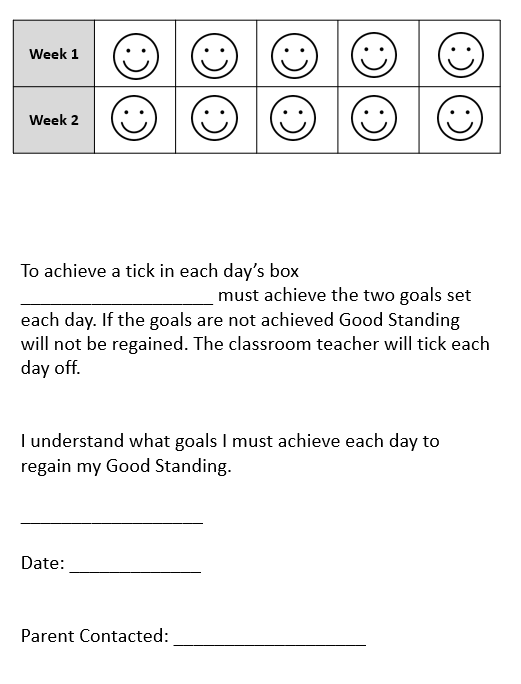 Week 1
Week 2
To achieve a tick in each day’s box
___________________ must achieve the two goals set
each day. If the goals are not achieved Good Standing
will not be regained. The classroom teacher will tick each
day off.
I understand what goals I must achieve each day to
regain my Good Standing.
__________________
Date: _____________
Parent Contacted: ___________________